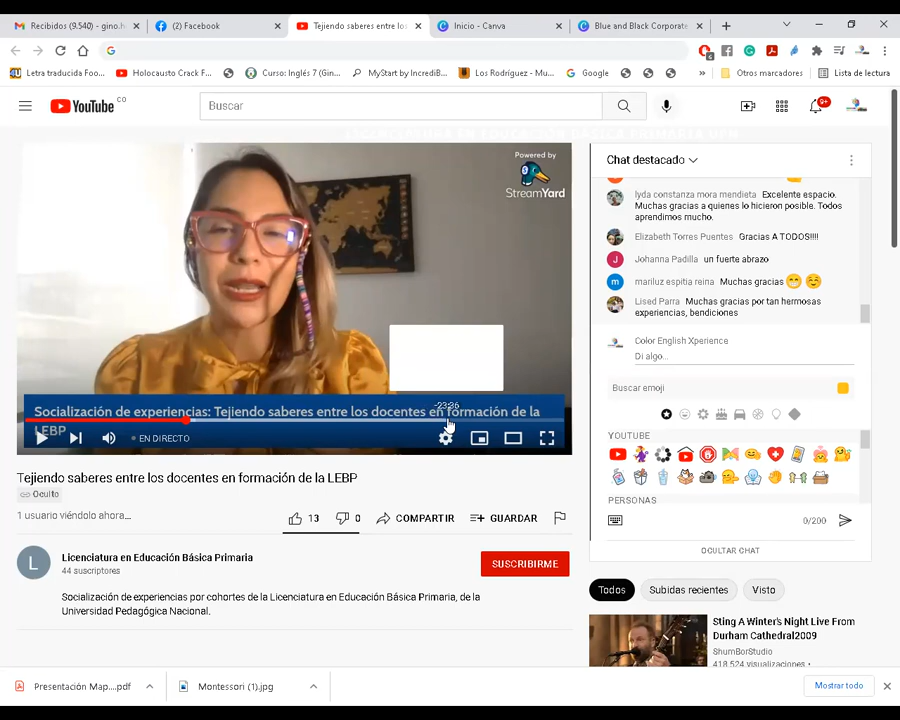 Recibidos (9.540) - gino.h
(2) Facebook
Tejiendo saberes entre los
Inicio - Canva
Blue and Black Corporate
Letra traducida Foo...
Holocausto Crack F...
Curso: Inglés 7 (Gin...
MyStart by IncrediB...
Los Rodríguez - Mu...
Google
Otros marcadores
Lista de lectura
YouTube CO
Buscar
9+
LICENCIATURA EN EDUCACIÓN BÁSICA PRIMARIA UPN
Powered by
StreamYard
Socialización de experiencias: Tejiendo saberes entre los docentes en formación de la
LEBP
-23:36
EN DIRECTO
Chat destacado
lyda constanza mora mendieta Excelente espacio.
Muchas gracias a quienes lo hicieron posible. Todos
aprendimos mucho.
Elizabeth Torres Puentes Gracias A TODOS!!!!
J Johanna Padilla un fuerte abrazo
m mariluz espitia reina Muchas gracias
Lised Parra Muchas gracias por tan hermosas
experiencias, bendiciones
Color English Xperience
Di algo...
Buscar emoji
YOUTUBE
PERSONAS
0/200
OCULTAR CHAT
Tejiendo saberes entre los docentes en formación de la LEBP
Oculto
1 usuario viéndolo ahora...
13
0
COMPARTIR
GUARDAR
L
Licenciatura en Educación Básica Primaria
44 suscriptores
SUSCRIBIRME
Socialización de experiencias por cohortes de la Licenciatura en Educación Básica Primaria, de la
Universidad Pedagógica Nacional.
Todos
Subidas recientes
Visto
Sting A Winter's Night Live From
Durham Cathedral2009
ShumBorStudio
418.524 visualizaciones •
Presentación Map....pdf
Montessori (1).jpg
Mostrar todo